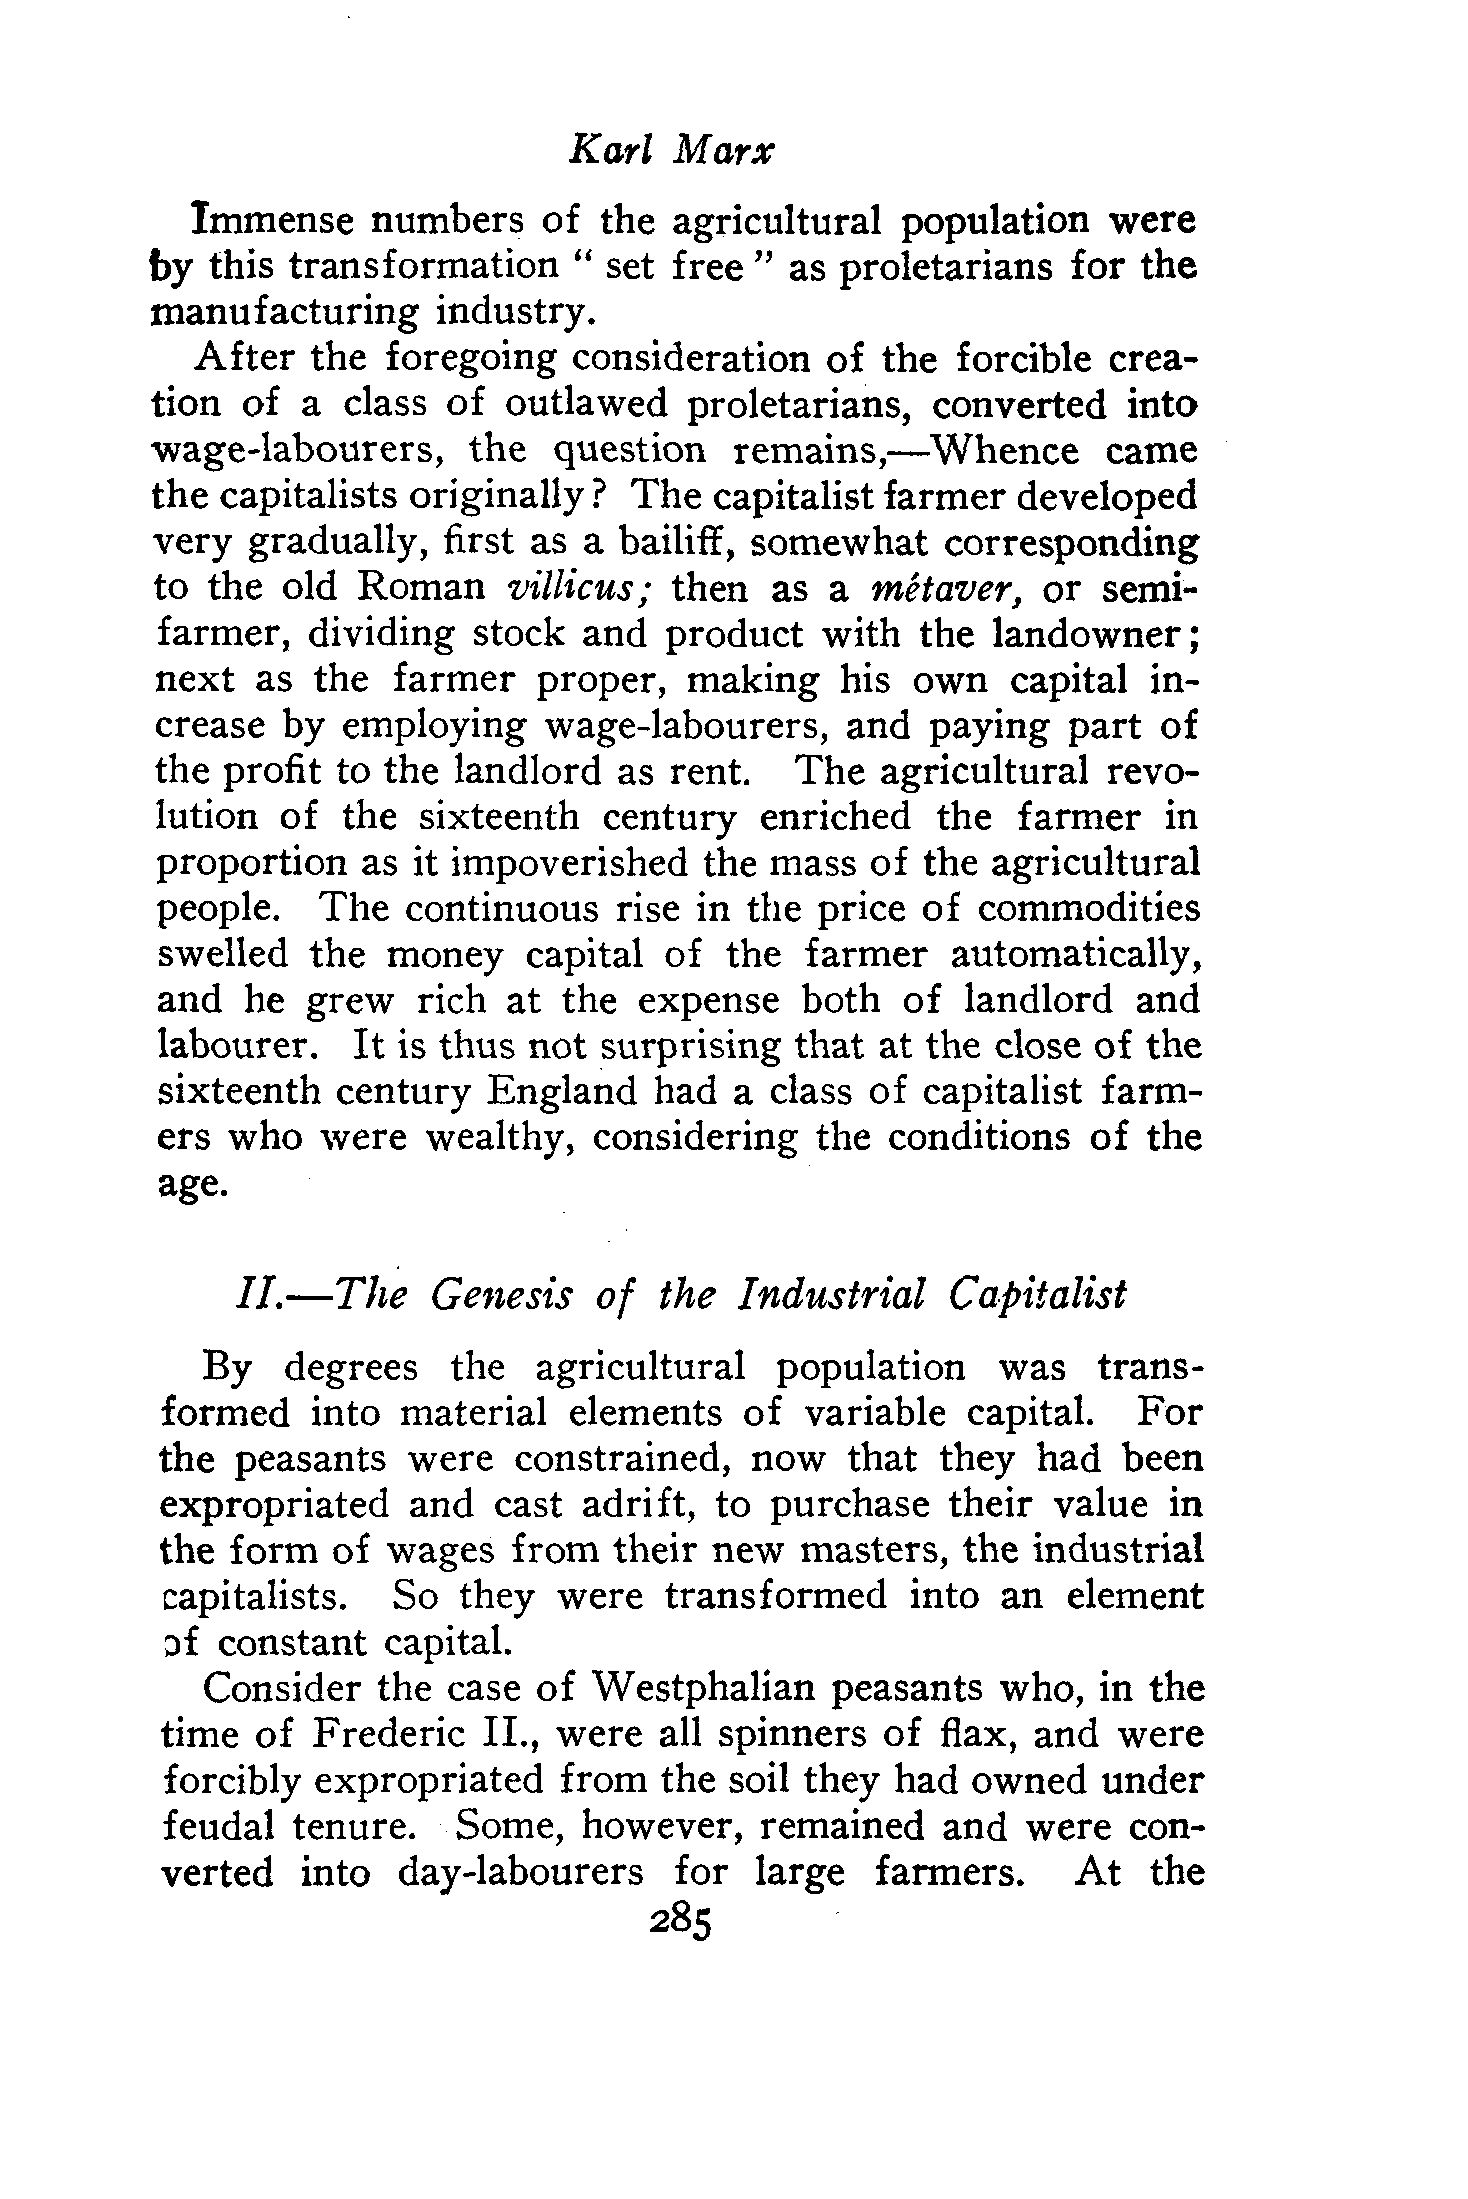 Karl Marx
Immense numbers of the agricultural population were
by this transformation " set free " as proletarians for the
manufacturing industry.
After the foregoing consideration of the forcible crea-
tion of a class of outlawed proletarians, converted into
wage-labourers, the question remains,—Whence came
the capitalists originally? The capitalist farmer developed
very gradually, first as a bailiff, somewhat corresponding
to the old Roman villicus; then as a métaver, or semi-
farmer, dividing stock and product with the landowner;
next as the farmer proper, making his own capital in-
crease by employing wage-labourers, and paying part of
the profit to the landlord as rent. The agricultural revo-
lution of the sixteenth century enriched the farmer in
proportion as it impoverished the mass of the agricultural
people. The continuous rise in the price of commodities
swelled the money capital of the farmer automatically,
and he grew rich at the expense both of landlord and
labourer. It is thus not surprising that at the close of the
sixteenth century England had a class of capitalist farm-
ers who were wealthy, considering the conditions of the
age.
II.—The Genesis of the Industrial Capitalist
By degrees the agricultural population was trans-
formed into material elements of variable capital. For
the peasants were constrained, now that they had been
expropriated and cast adrift, to purchase their value in
the form of wages from their new masters, the industrial
capitalists. So they were transformed into an element
of constant capital.
Consider the case of Westphalian peasants who, in the
time of Frederic II., were all spinners of flax, and were
forcibly expropriated from the soil they had owned under
feudal tenure. Some, however, remained and were con-
verted into day-labourers for large farmers. At the
285